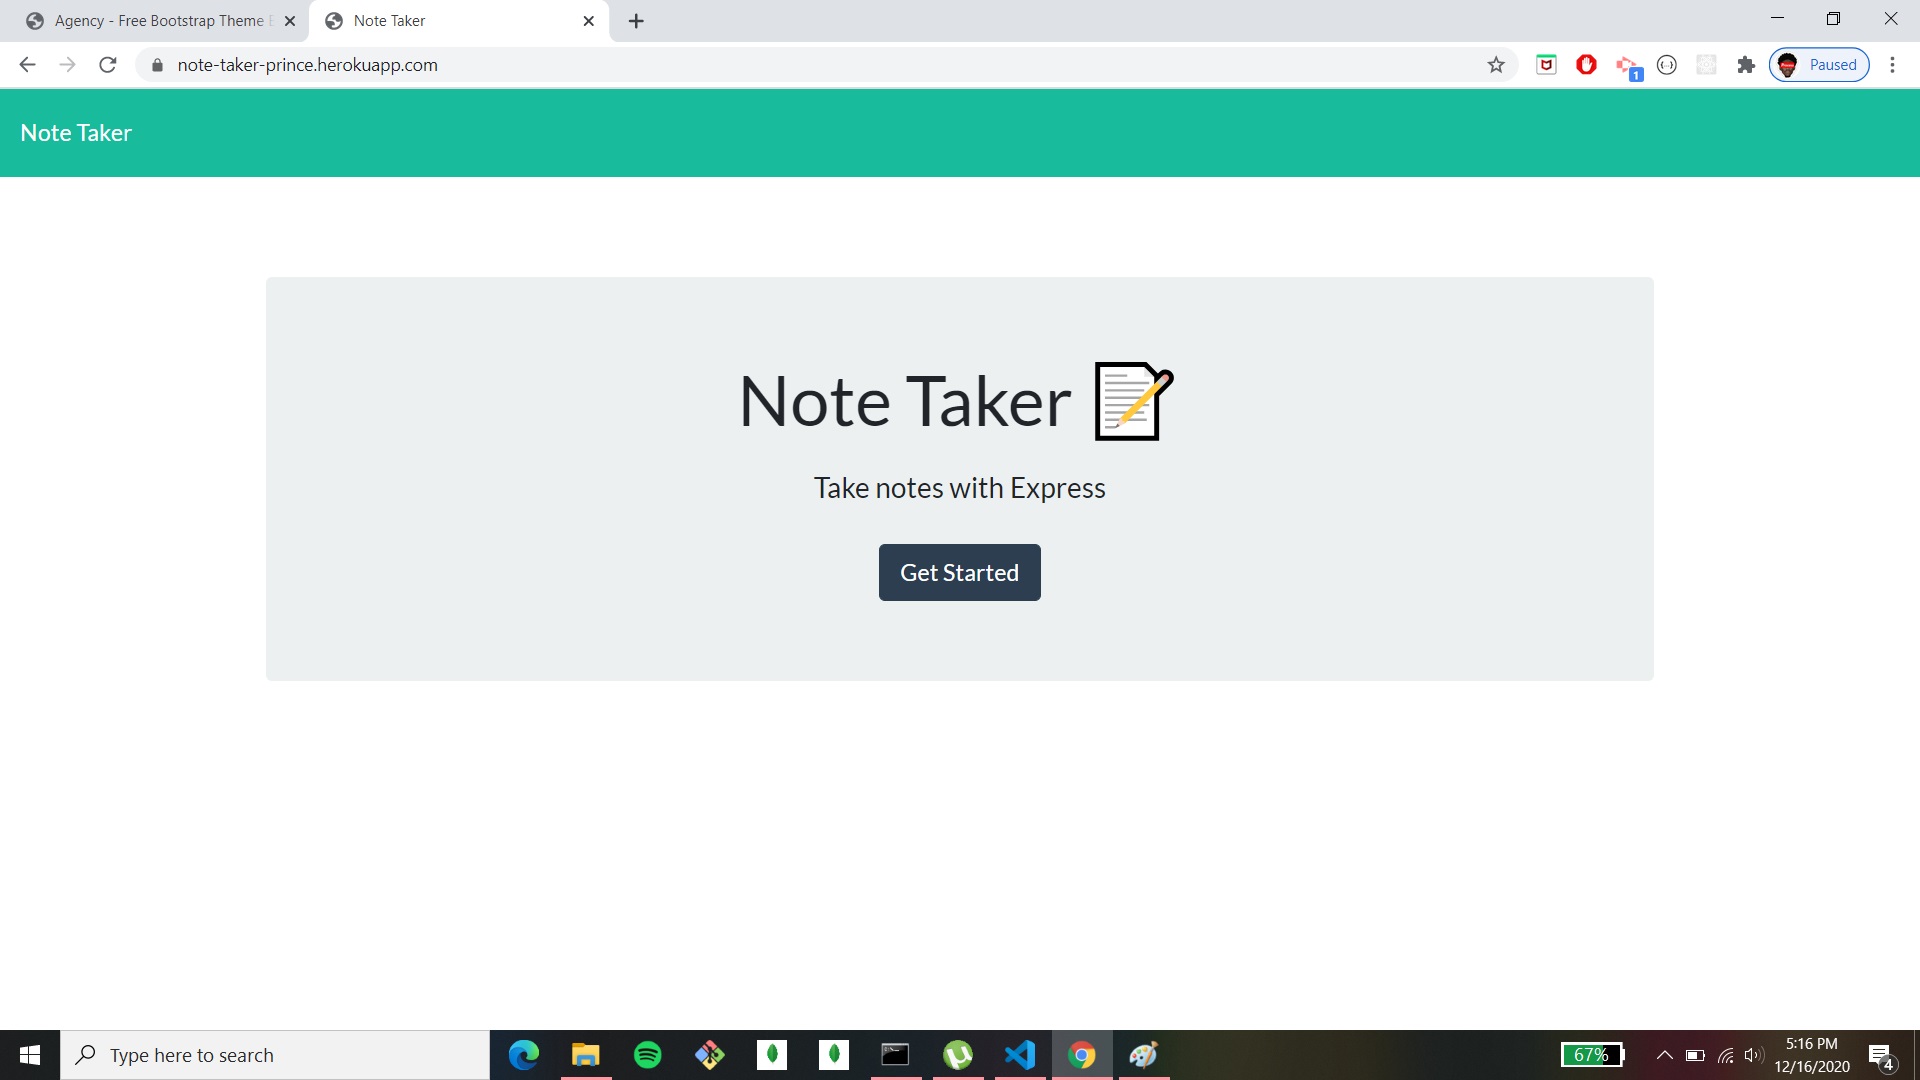 Agency - Free Bootstrap Theme
Note Taker
note-taker-prince.herokuapp.com
1
Paused
Note Taker
Note Taker
Take notes with Express
Get Started
Type here to search
67%
5:16 PM
12/16/2020
4